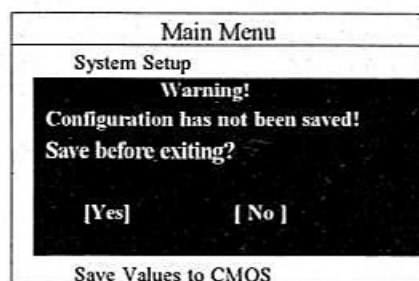 Main Menu
System Setup
Warning!
Configuration has not been saved!
Save before exiting?
[Yes] [ No ]
Save Values to CMOS